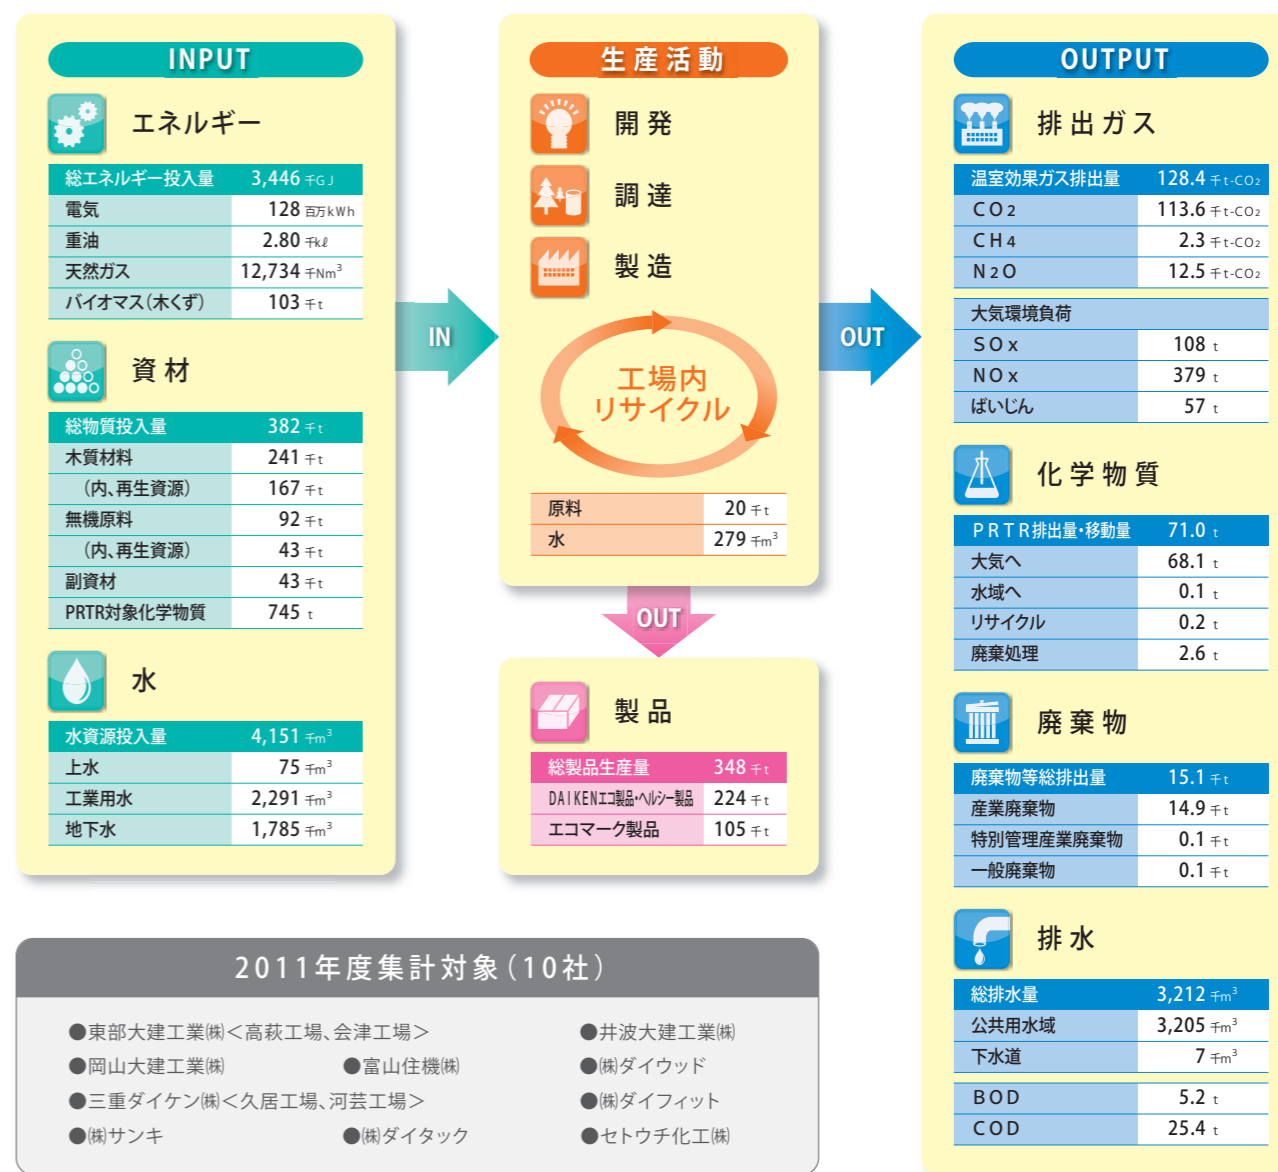 INPUT
エネルギー
総エネルギー投入量 3,446 千GJ
電気 128 百万kWh
重油 2.80 千kℓ
天然ガス 12,734 千Nm³
バイオマス(木くず) 103 千t
資材
総物質投入量 382 千t
木質材料 241 千t
(内、再生資源) 167 千t
無機原料 92 千t
(内、再生資源) 43 千t
副資材 43 千t
PRTR対象化学物質 745 t
水
水資源投入量 4,151 千m³
上水 75 千m³
工業用水 2,291 千m³
地下水 1,785 千m³
IN
生産活動
開発
調達
製造
工場内
リサイクル
原料 20 千t
水 279 千m³
OUT
製品
総製品生産量 348 千t
DAIKENエコ製品・ヘルシー製品 224 千t
エコマーク製品 105 千t
OUT
OUTPUT
排出ガス
温室効果ガス排出量 128.4 千t-CO₂
CO2 113.6 千t-CO₂
CH4 2.3 千t-CO₂
N2O 12.5 千t-CO₂
大気環境負荷
SOx 108 t
NOx 379 t
ばいじん 57 t
化学物質
PRTR排出量・移動量 71.0 t
大気へ 68.1 t
水域へ 0.1 t
リサイクル 0.2 t
廃棄処理 2.6 t
廃棄物
廃棄物等総排出量 15.1 千t
産業廃棄物 14.9 千t
特別管理産業廃棄物 0.1 千t
一般廃棄物 0.1 千t
排水
総排水量 3,212 千m³
公共用水域 3,205 千m³
下水道 7 千m³
BOD 5.2 t
COD 25.4 t
2011年度集計対象(10社)
●東部大建工業㈱<高萩工場、会津工場> ●井波大建工業㈱
●岡山大建工業㈱ ●富山住機㈱ ●㈱ダイウッド
●三重ダイケン㈱<久居工場、河芸工場> ●㈱ダイフィット
●㈱サンキ ●㈱ダイタック ●セトウチ化工㈱